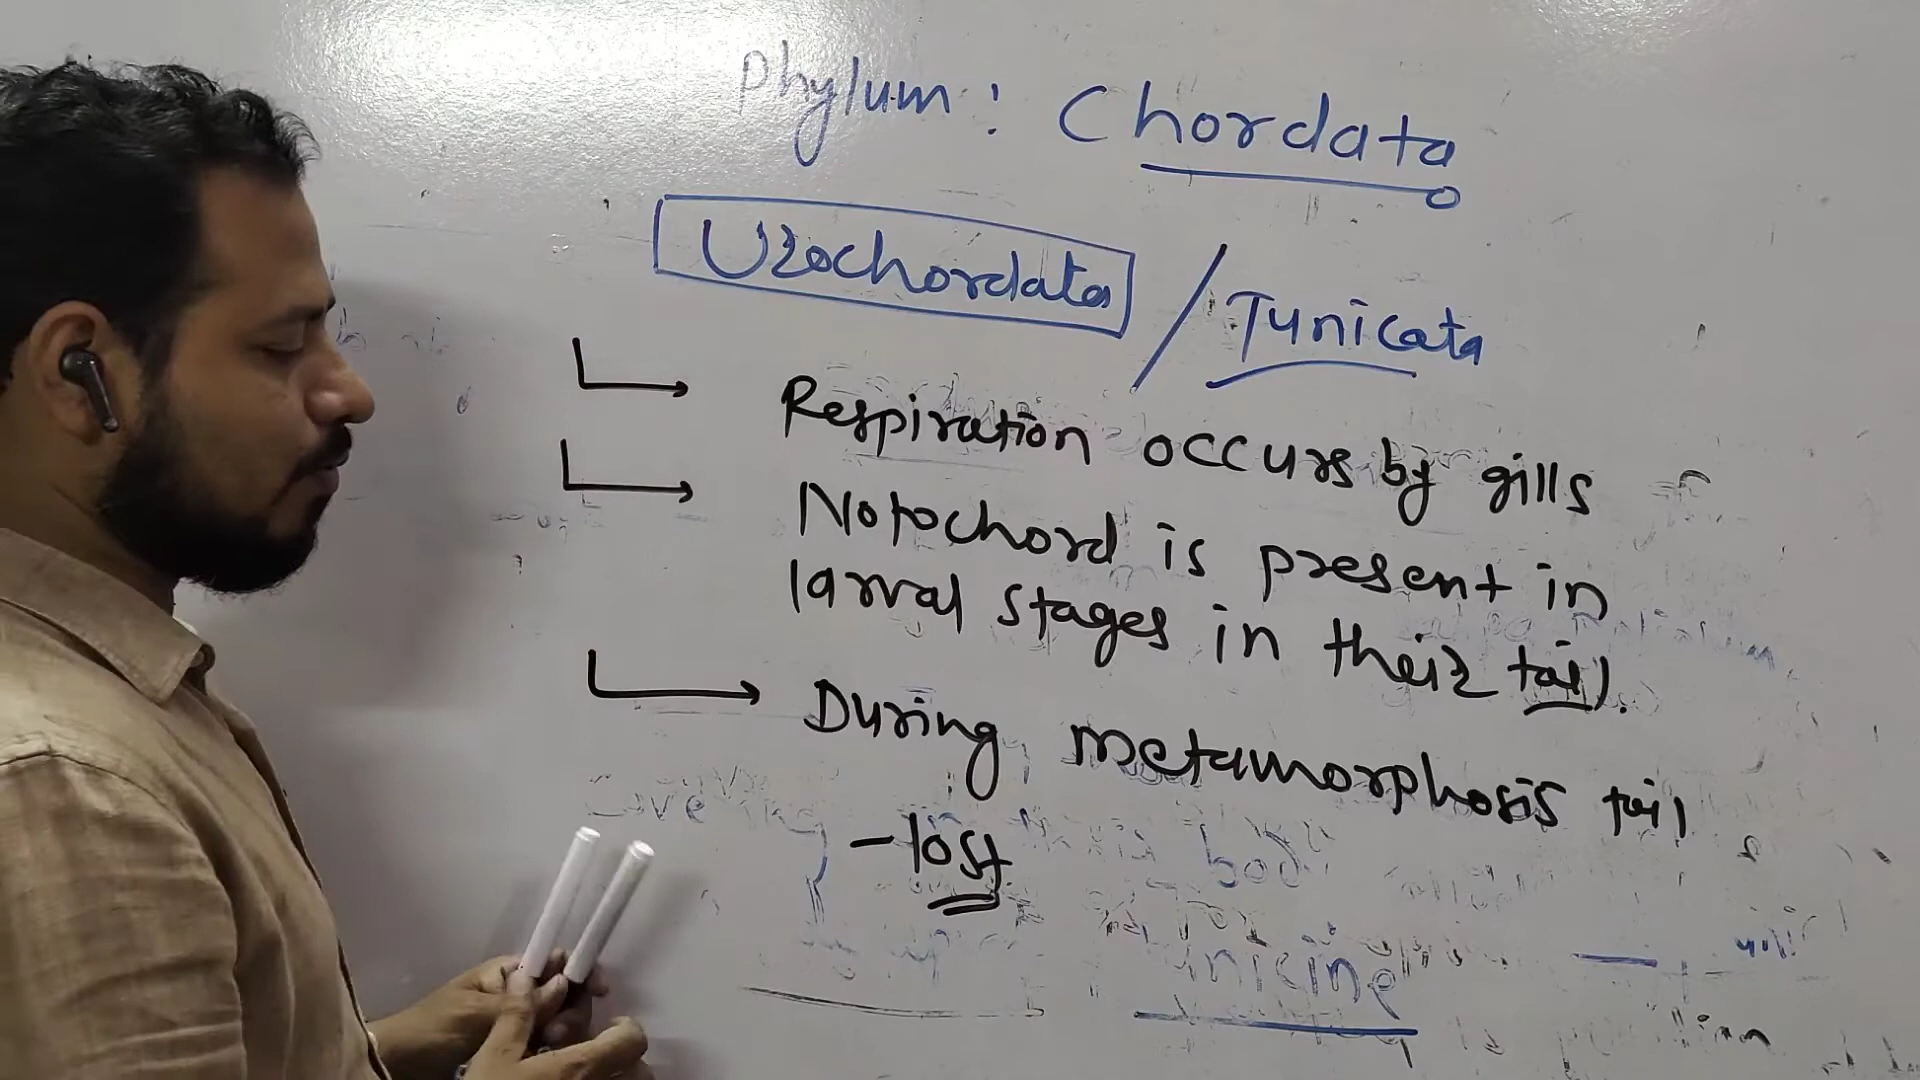 Phylum: Chordata
Urochordata / Tunicata
Respiration occurs by gills
Notochord is present in
larval stages in their tail.
During metamorphosis tail
- lost